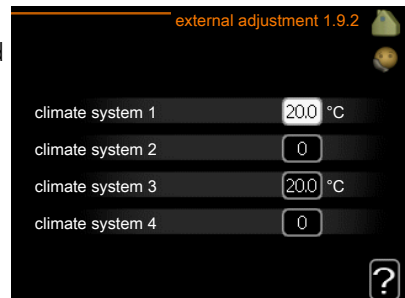 external adjustment 1.9.2
climate system 1 20.0 °C
climate system 2 0
climate system 3 20.0 °C
climate system 4 0
?